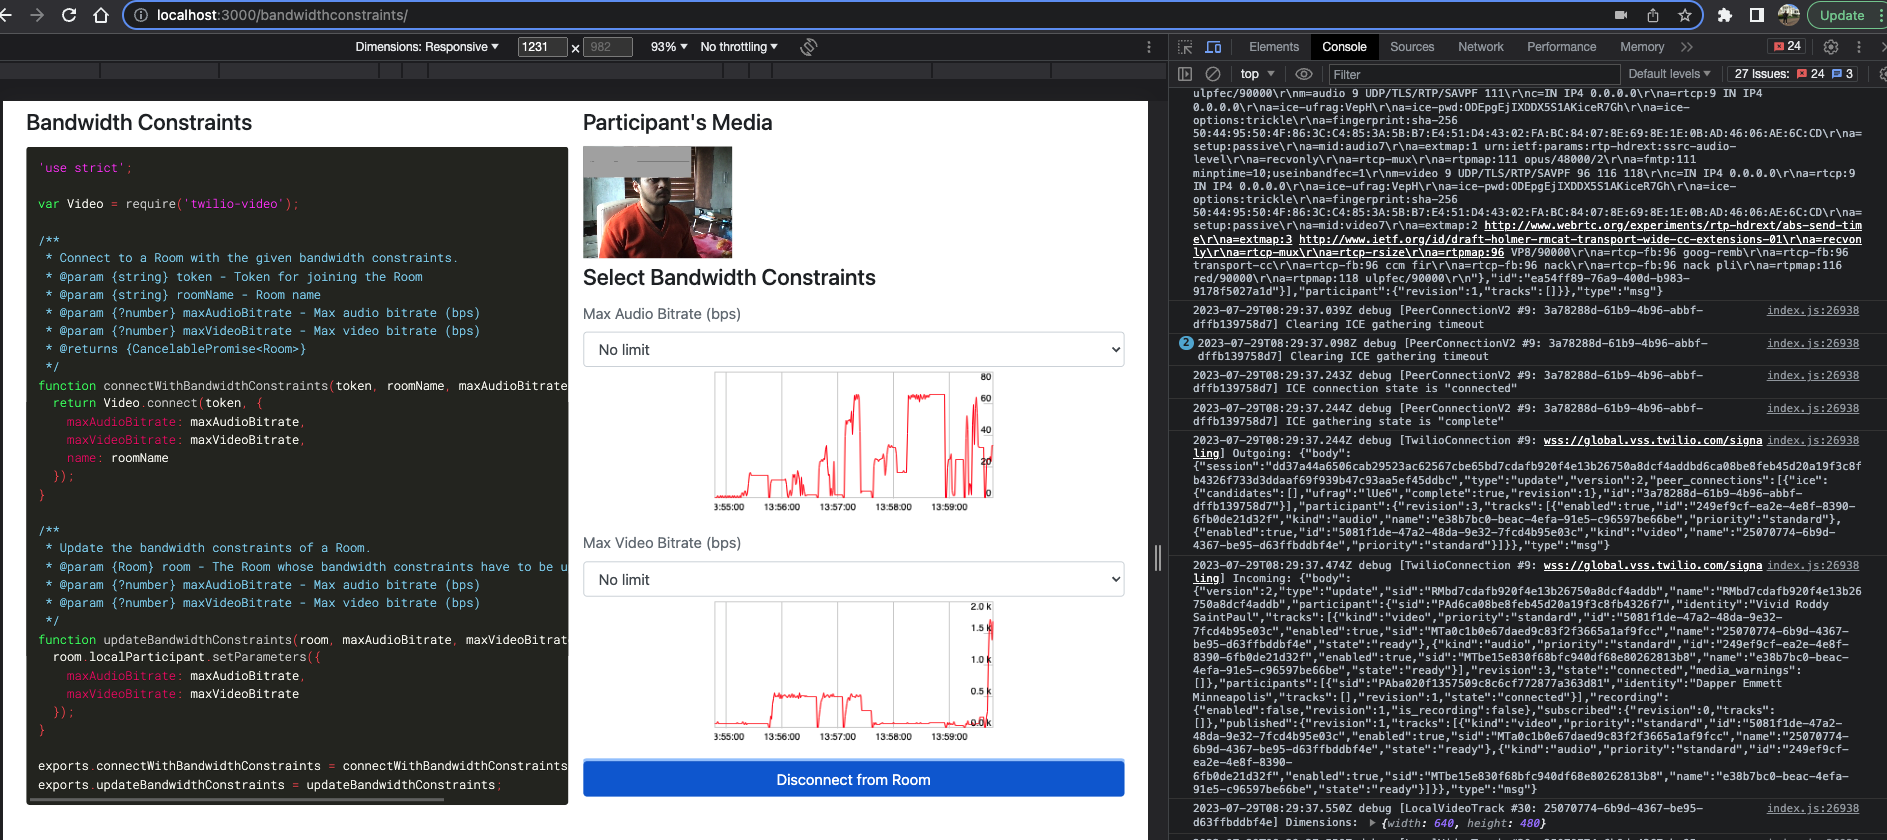 localhost:3000/bandwidthconstraints/
Update
Dimensions: Responsive
1231
x
982
93%
No throttling
Elements
Console
Sources
Network
Performance
Memory
24
top
Filter
Default levels
27 Issues:
24
3
Bandwidth Constraints
'use strict';
var Video = require('twilio-video');
/**
* Connect to a Room with the given bandwidth constraints.
* @param {string} token - Token for joining the Room
* @param {string} roomName - Room name
* @param {?number} maxAudioBitrate - Max audio bitrate (bps)
* @param {?number} maxVideoBitrate - Max video bitrate (bps)
* @returns {CancelablePromise<Room>}
*/
function connectWithBandwidthConstraints(token, roomName, maxAudioBitrate
return Video.connect(token, {
maxAudioBitrate: maxAudioBitrate,
maxVideoBitrate: maxVideoBitrate,
name: roomName
});
}
/**
* Update the bandwidth constraints of a Room.
* @param {Room} room - The Room whose bandwidth constraints have to be u
* @param {?number} maxAudioBitrate - Max audio bitrate (bps)
* @param {?number} maxVideoBitrate - Max video bitrate (bps)
*/
function updateBandwidthConstraints(room, maxAudioBitrate, maxVideoBitrat
room.localParticipant.setParameters({
maxAudioBitrate: maxAudioBitrate,
maxVideoBitrate: maxVideoBitrate
});
}
exports.connectWithBandwidthConstraints = connectWithBandwidthConstraints
exports.updateBandwidthConstraints = updateBandwidthConstraints;
Participant's Media
Select Bandwidth Constraints
Max Audio Bitrate (bps)
No limit
80
60
40
20
0
3:55:00 13:56:00 13:57:00 13:58:00 13:59:00
Max Video Bitrate (bps)
No limit
2.0 k
1.5 k
1.0 k
0.5 k
0.0 k
3:55:00 13:56:00 13:57:00 13:58:00 13:59:00
Disconnect from Room
ulpfec/90000\r\nm=audio 9 UDP/TLS/RTP/SAVPF 111\r\nc=IN IP4 0.0.0.0\r\na=rtcp:9 IN IP4
0.0.0.0\r\na=ice-ufrag:VepH\r\na=ice-pwd:ODEpgEjIXDDX5S1AKiceR7Gh\r\na=ice-
options:trickle\r\na=fingerprint:sha-256
50:44:95:50:4F:86:3C:C4:85:3A:5B:B7:E4:51:D4:43:02:FA:BC:84:07:8E:69:8E:1E:0B:AD:46:06:AE:6C:CD\r\na=
setup:passive\r\na=mid:audio7\r\na=extmap:1 urn:ietf:params:rtp-hdrext:ssrc-audio-
level\r\na=recvonly\r\na=rtcp-mux\r\na=rtpmap:111 opus/48000/2\r\na=fmtp:111
minptime=10;useinbandfec=1\r\nm=video 9 UDP/TLS/RTP/SAVPF 96 116 118\r\nc=IN IP4 0.0.0.0\r\na=rtcp:9
IN IP4 0.0.0.0\r\na=ice-ufrag:VepH\r\na=ice-pwd:ODEpgEjIXDDX5S1AKiceR7Gh\r\na=ice-
options:trickle\r\na=fingerprint:sha-256
50:44:95:50:4F:86:3C:C4:85:3A:5B:B7:E4:51:D4:43:02:FA:BC:84:07:8E:69:8E:1E:0B:AD:46:06:AE:6C:CD\r\na=
setup:passive\r\na=mid:video7\r\na=extmap:2 http://www.webrtc.org/experiments/rtp-hdrext/abs-send-tim
e\r\na=extmap:3 http://www.ietf.org/id/draft-holmer-rmcat-transport-wide-cc-extensions-01\r\na=recvon
ly\r\na=rtcp-mux\r\na=rtcp-rsize\r\na=rtpmap:96 VP8/90000\r\na=rtcp-fb:96 goog-remb\r\na=rtcp-fb:96
transport-cc\r\na=rtcp-fb:96 ccm fir\r\na=rtcp-fb:96 nack\r\na=rtcp-fb:96 nack pli\r\na=rtpmap:116
red/90000\r\na=rtpmap:118 ulpfec/90000\r\n"},"id":"ea54ff89-76a9-400d-b983-
9178f5027a1d"}],"participant":{"revision":1,"tracks":[]}},"type":"msg"}
2023-07-29T08:29:37.039Z debug [PeerConnectionV2 #9: 3a78288d-61b9-4b96-abbf- index.js:26938
dffb139758d7] Clearing ICE gathering timeout
2 2023-07-29T08:29:37.098Z debug [PeerConnectionV2 #9: 3a78288d-61b9-4b96-abbf- index.js:26938
dffb139758d7] Clearing ICE gathering timeout
2023-07-29T08:29:37.243Z debug [PeerConnectionV2 #9: 3a78288d-61b9-4b96-abbf- index.js:26938
dffb139758d7] ICE connection state is "connected"
2023-07-29T08:29:37.244Z debug [PeerConnectionV2 #9: 3a78288d-61b9-4b96-abbf- index.js:26938
dffb139758d7] ICE gathering state is "complete"
2023-07-29T08:29:37.244Z debug [TwilioConnection #9: wss://global.vss.twilio.com/signa index.js:26938
ling] Outgoing: {"body":
{"session":"dd37a44a6506cab29523ac62567cbe65bd7cdafb920f4e13b26750a8dcf4addbd6ca08be8feb45d20a19f3c8f
b4326f733d3ddaaf69f939b47c93aa5ef45ddbc","type":"update","version":2,"peer_connections":[{"ice":
{"candidates":[],"ufrag":"lUe6","complete":true,"revision":1},"id":"3a78288d-61b9-4b96-abbf-
dffb139758d7"}],"participant":{"revision":3,"tracks":[{"enabled":true,"id":"249ef9cf-ea2e-4e8f-8390-
6fb0de21d32f","kind":"audio","name":"e38b7bc0-beac-4efa-91e5-c96597be66be","priority":"standard"},
{"enabled":true,"id":"5081f1de-47a2-48da-9e32-7fcd4b95e03c","kind":"video","name":"25070774-6b9d-
4367-be95-d63ffbddbf4e","priority":"standard"}]}},"type":"msg"}
2023-07-29T08:29:37.474Z debug [TwilioConnection #9: wss://global.vss.twilio.com/signa index.js:26938
ling] Incoming: {"body":
{"version":2,"type":"update","sid":"RMbd7cdafb920f4e13b26750a8dcf4addb","name":"RMbd7cdafb920f4e13b26
750a8dcf4addb","participant":{"sid":"PAd6ca08be8feb45d20a19f3c8fb4326f7","identity":"Vivid Roddy
SaintPaul","tracks":[{"kind":"video","priority":"standard","id":"5081f1de-47a2-48da-9e32-
7fcd4b95e03c","enabled":true,"sid":"MTa0c1b0e67daed9c83f2f3665a1af9fcc","name":"25070774-6b9d-4367-
be95-d63ffbddbf4e","state":"ready"},{"kind":"audio","priority":"standard","id":"249ef9cf-ea2e-4e8f-
8390-6fb0de21d32f","enabled":true,"sid":"MTbe15e830f68bfc940df68e80262813b8","name":"e38b7bc0-beac-
4efa-91e5-c96597be66be","state":"ready"}],"revision":3,"state":"connected","media_warnings":
[]},"participants":[{"sid":"PAba020f1357509c8c6cf772877a363d81","identity":"Dapper Emmett
Minneapolis","tracks":[],"revision":1,"state":"connected"}],"recording":
{"enabled":false,"revision":1,"is_recording":false},"subscribed":{"revision":0,"tracks":
[]},"published":{"revision":1,"tracks":[{"kind":"video","priority":"standard","id":"5081f1de-47a2-
48da-9e32-7fcd4b95e03c","enabled":true,"sid":"MTa0c1b0e67daed9c83f2f3665a1af9fcc","name":"25070774-
6b9d-4367-be95-d63ffbddbf4e","state":"ready"},{"kind":"audio","priority":"standard","id":"249ef9cf-
ea2e-4e8f-8390-
6fb0de21d32f","enabled":true,"sid":"MTbe15e830f68bfc940df68e80262813b8","name":"e38b7bc0-beac-4efa-
91e5-c96597be66be","state":"ready"}]}},"type":"msg"}
2023-07-29T08:29:37.550Z debug [LocalVideoTrack #30: 25070774-6b9d-4367-be95- index.js:26938
d63ffbddbf4e] Dimensions: {width: 640, height: 480}